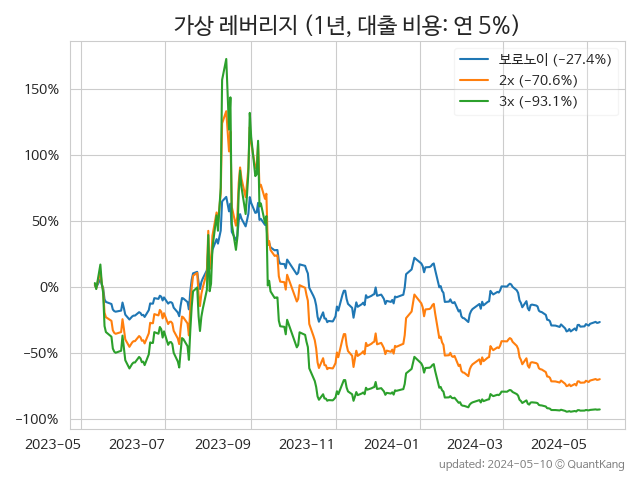 가상 레버리지 (1년, 대출 비용: 연 5%)
보로노이 (−27.4%)
2x (−70.6%)
3x (−93.1%)
150%
100%
50%
0%
−50%
−100%
2023-05 2023-07 2023-09 2023-11 2024-01 2024-03 2024-05
updated: 2024-05-10 © QuantKang